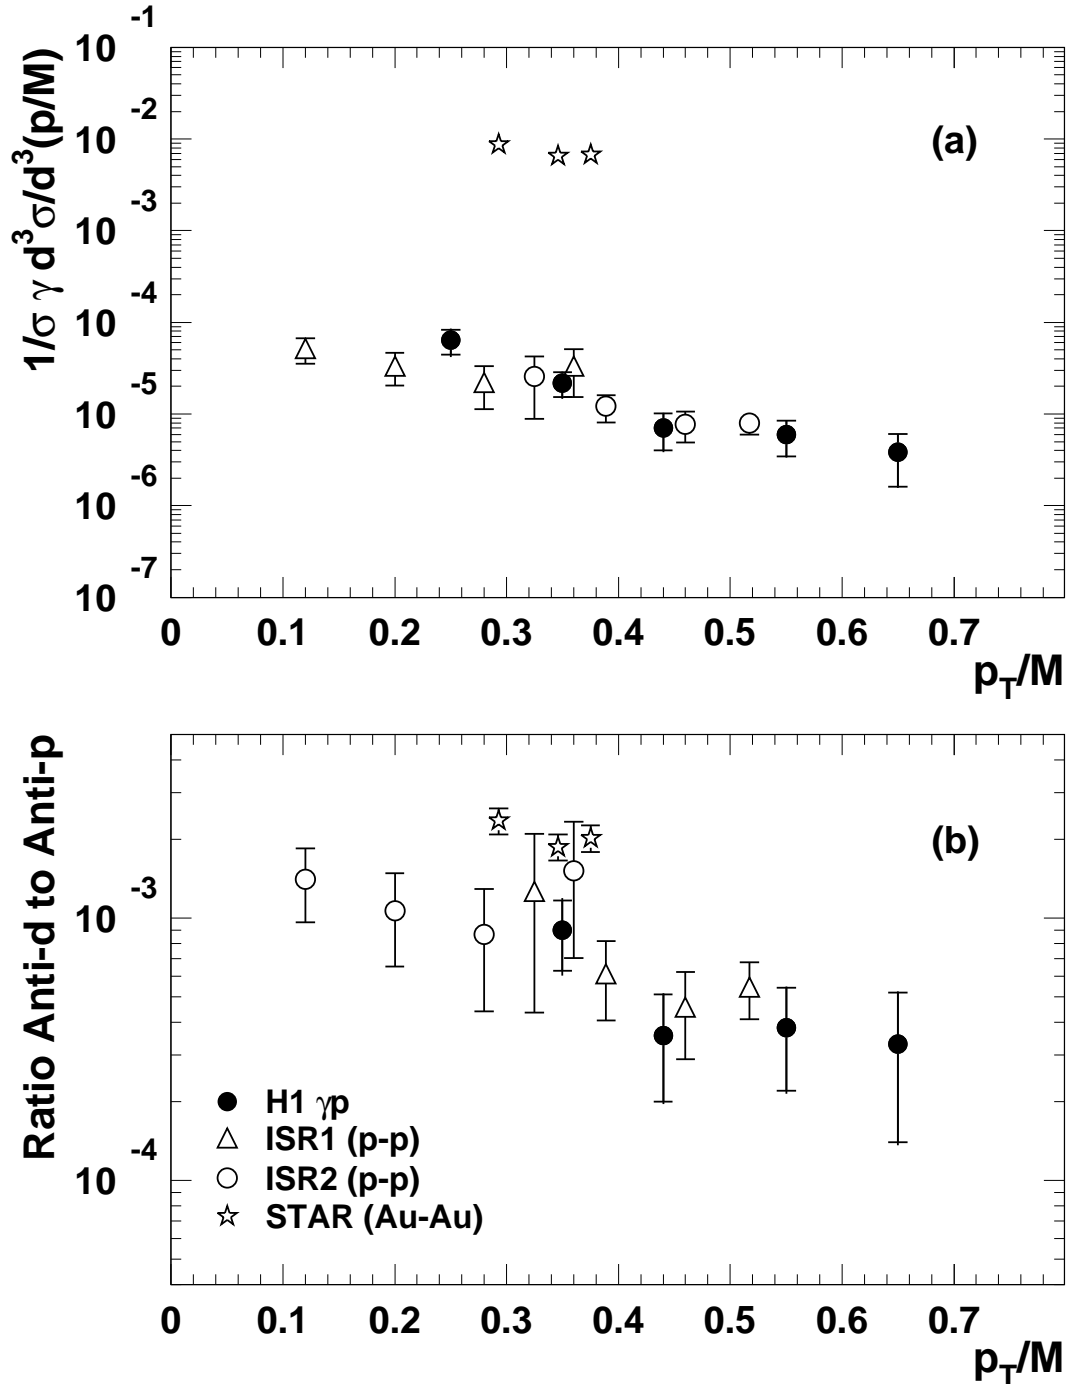 10⁻¹
10⁻²
10⁻³
10⁻⁴
10⁻⁵
10⁻⁶
10⁻⁷
1/σ γ d³σ/d³(p/M)
(a)
0 0.1 0.2 0.3 0.4 0.5 0.6 0.7
p_T/M
Ratio Anti-d to Anti-p
10⁻³
10⁻⁴
(b)
H1 γp
ISR1 (p-p)
ISR2 (p-p)
STAR (Au-Au)
0 0.1 0.2 0.3 0.4 0.5 0.6 0.7
p_T/M